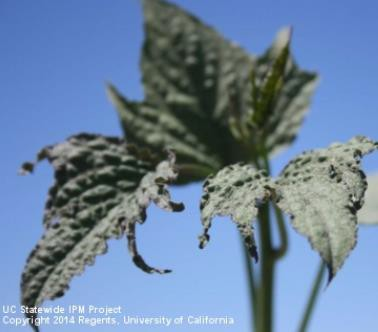 UC Statewide IPM Project
Copyright 2014 Regents, University of California